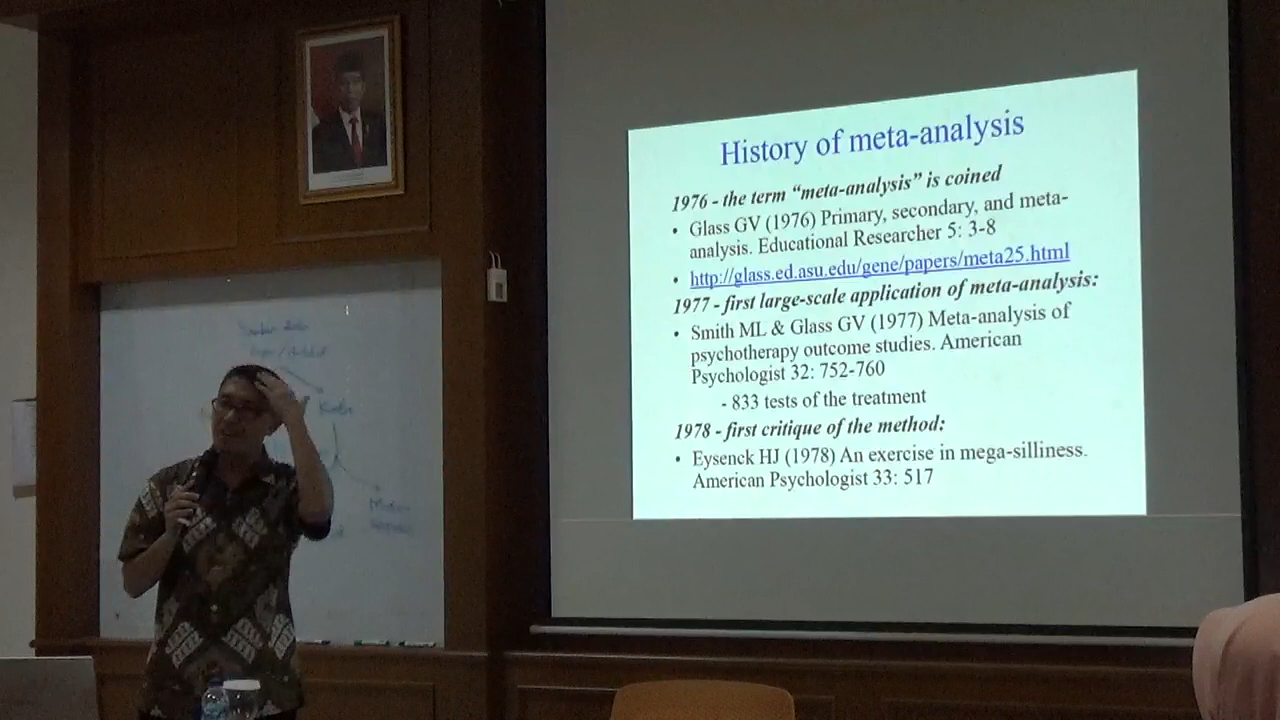 History of meta-analysis
1976 - the term “meta-analysis” is coined
• Glass GV (1976) Primary, secondary, and meta-
analysis. Educational Researcher 5: 3-8
• http://glass.ed.asu.edu/gene/papers/meta25.html
1977 - first large-scale application of meta-analysis:
• Smith ML & Glass GV (1977) Meta-analysis of
psychotherapy outcome studies. American
Psychologist 32: 752-760
- 833 tests of the treatment
1978 - first critique of the method:
• Eysenck HJ (1978) An exercise in mega-silliness.
American Psychologist 33: 517